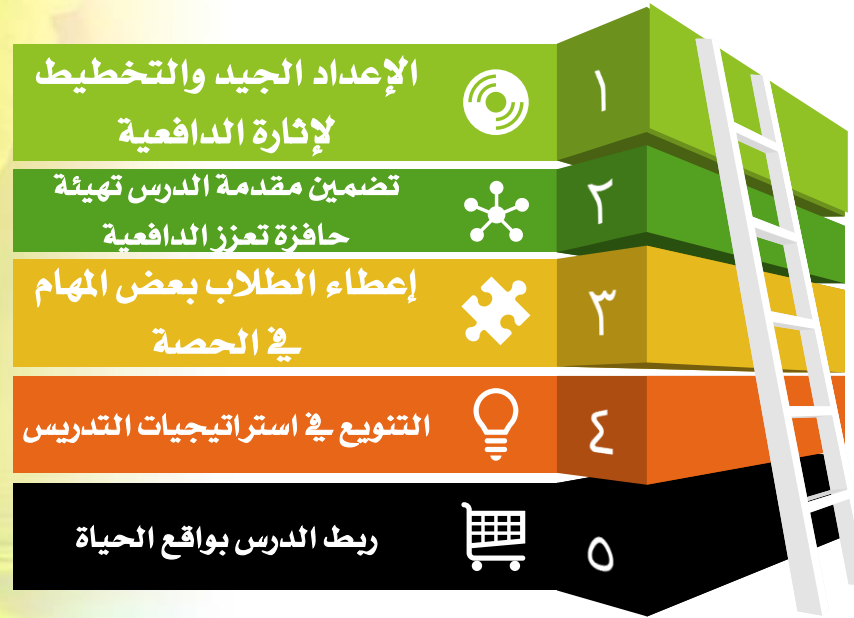 ١
الإعداد الجيد والتخطيط
لإثارة الدافعية
٢
تضمين مقدمة الدرس تهيئة
حافزة تعزز الدافعية
٣
إعطاء الطلاب بعض المهام
في الحصة
٤
التنويع في استراتيجيات التدريس
٥
ربط الدرس بواقع الحياة